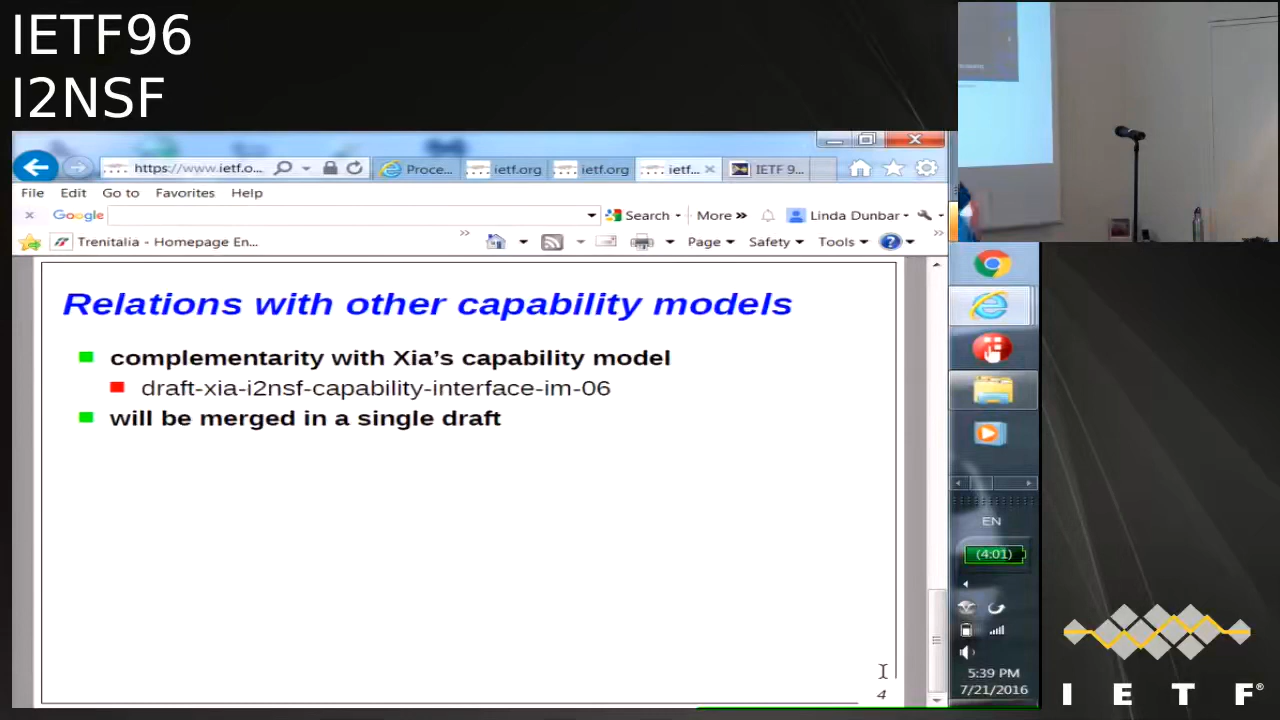 IETF96
I2NSF
https://www.ietf.o...
Proce...
ietf.org
ietf.org
ietf...
IETF 9...
File Edit Go to Favorites Help
x Google Search More » Linda Dunbar
Trenitalia - Homepage En... » Page Safety Tools »
Relations with other capability models
complementarity with Xia’s capability model
draft-xia-i2nsf-capability-interface-im-06
will be merged in a single draft
4
EN
(4:01)
5:39 PM
7/21/2016
I E T F®